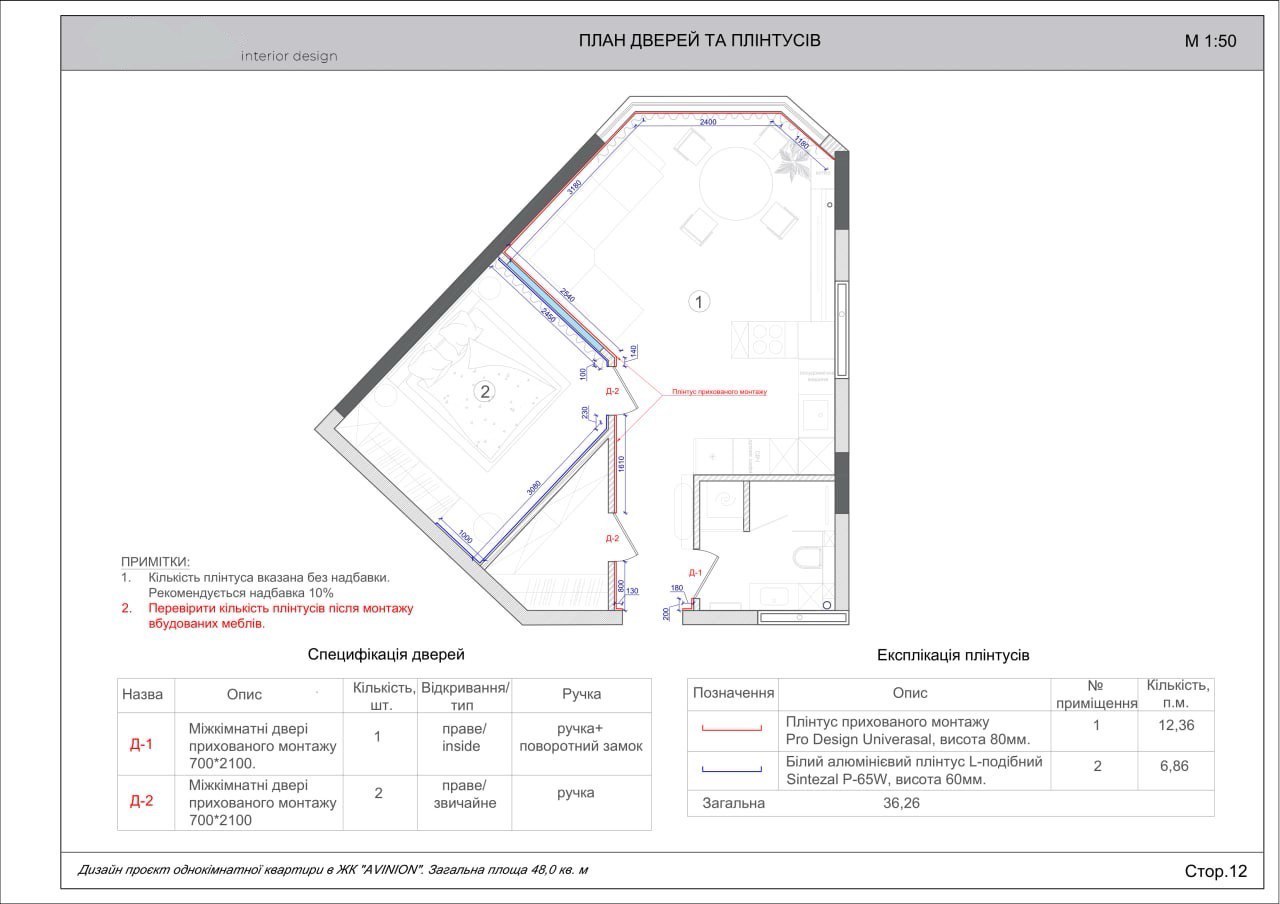 interior design
ПЛАН ДВЕРЕЙ ТА ПЛІНТУСІВ
М 1:50
2400
1180
3180
2540
2450
1
140
100
Д-2
Плінтус прихованого монтажу
2
230
1610
3080
1000
Д-2
Д-1
800
130
180
200
ПРИМІТКИ:
1. Кількість плінтуса вказана без надбавки.
Рекомендується надбавка 10%
2. Перевірити кількість плінтусів після монтажу
вбудованих меблів.
Специфікація дверей
Назва Опис Кількість, шт. Відкривання/ тип Ручка
Д-1 Міжкімнатні двері 1 праве/ ручка+
прихованого монтажу inside поворотний замок
700*2100.
Д-2 Міжкімнатні двері 2 праве/ ручка
прихованого монтажу звичайне
700*2100
Експлікація плінтусів
Позначення Опис № приміщення Кількість, п.м.
Плінтус прихованого монтажу 1 12,36
Pro Design Univerasal, висота 80мм.
Білий алюмінієвий плінтус L-подібний 2 6,86
Sintezal P-65W, висота 60мм.
Загальна 36,26
Дизайн проєкт однокімнатної квартири в ЖК "AVINION". Загальна площа 48,0 кв. м
Стор.12